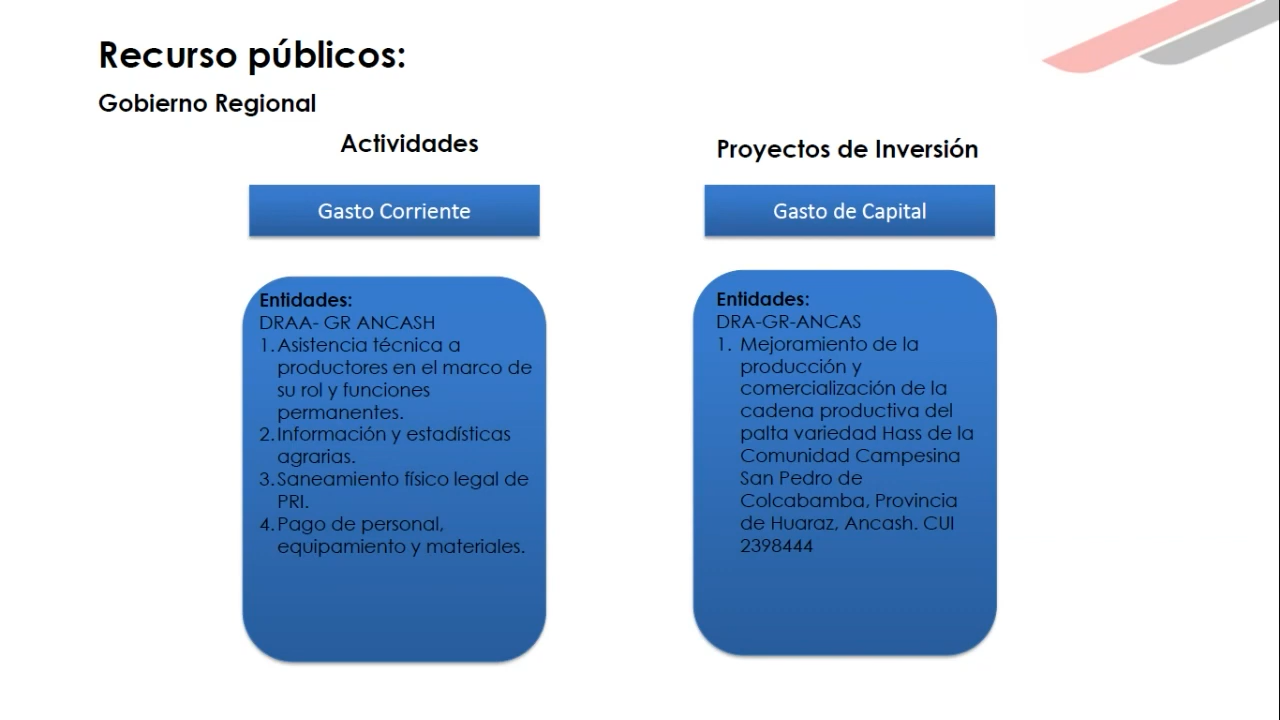 Recurso públicos:
Gobierno Regional
Actividades
Gasto Corriente
Entidades:
DRAA- GR ANCASH
1. Asistencia técnica a
productores en el marco de
su rol y funciones
permanentes.
2. Información y estadísticas
agrarias.
3. Saneamiento físico legal de
PRI.
4. Pago de personal,
equipamiento y materiales.
Proyectos de Inversión
Gasto de Capital
Entidades:
DRA-GR-ANCAS
1. Mejoramiento de la
producción y
comercialización de la
cadena productiva del
palta variedad Hass de la
Comunidad Campesina
San Pedro de
Colcabamba, Provincia
de Huaraz, Ancash. CUI
2398444